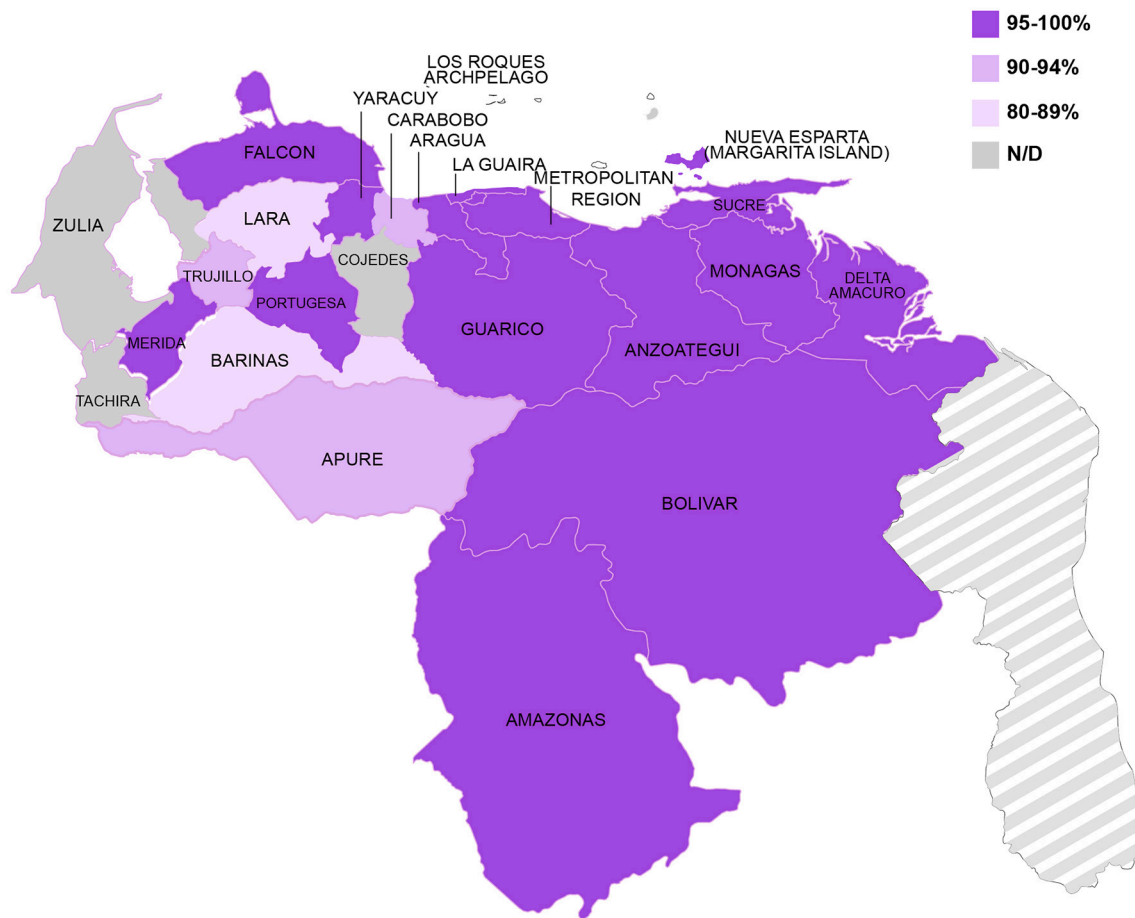 95-100%
90-94%
80-89%
N/D
LOS ROQUES
ARCHPELAGO
YARACUY
CARABOBO
ARAGUA
LA GUAIRA
METROPOLITAN
REGION
NUEVA ESPARTA
(MARGARITA ISLAND)
FALCON
SUCRE
ZULIA
LARA
TRUJILLO
COJEDES
MONAGAS
DELTA
AMACURO
PORTUGESA
GUARICO
MERIDA
BARINAS
ANZOATEGUI
TACHIRA
APURE
BOLIVAR
AMAZONAS